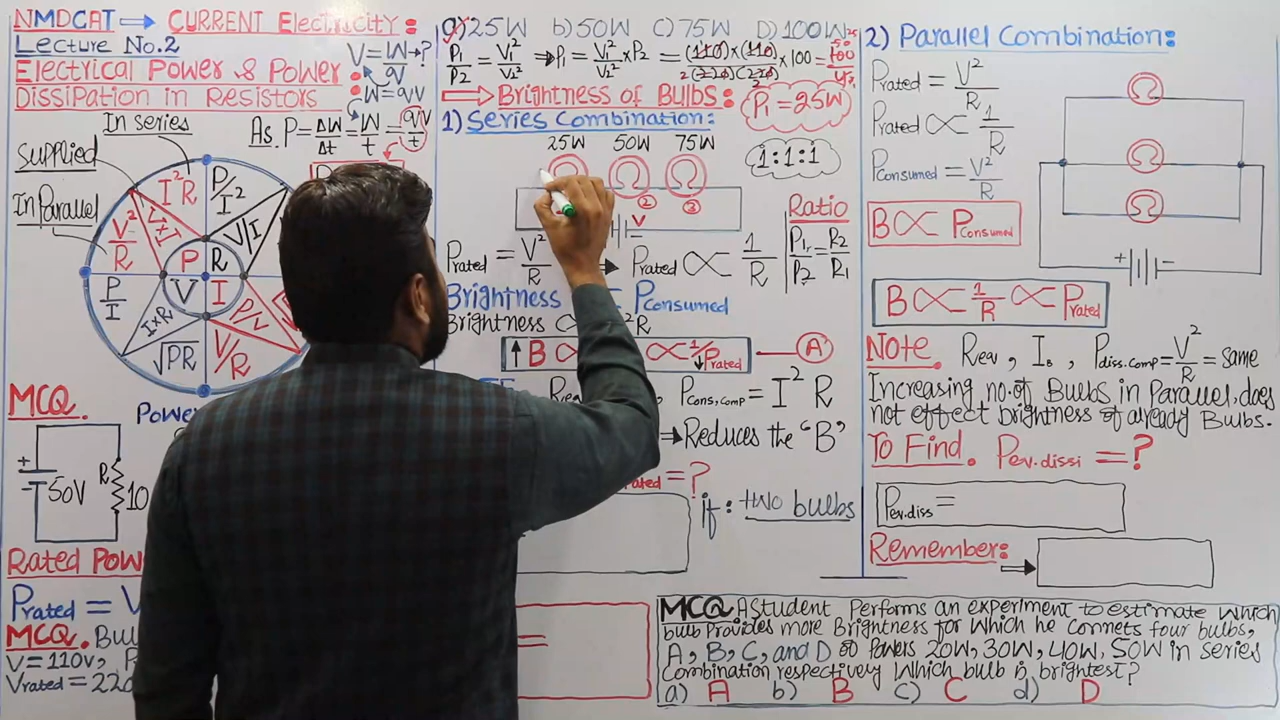 NMDCAT → CURRENT Electricity:
Lecture No.2
Electrical Power & Power
Dissipation in Resistors
V = W → ?
qV
W = qV
In series
As P = ΔW/Δt = W/t = qV/t
Supplied
In Parallel
I²R
P/I²
V×I
V/I
V²/R
P
R
V
I
P/I
I×R
√PR
V/R
P/V
MCQ.
Power
+
-
50V
R
10
Rated Pow
Prated = V
MCQ. Bul
V = 110v, P
Vrated = 220
a) 25W b) 50W c) 75W D) 100W
P₁/P₂ = V₁²/V₂² ⇒ P₁ = V₁²/V₂² × P₂ = (110)×(110)/(220)(220) × 100 = 100/4
⇒ Brightness of Bulbs:
P₁ = 25W
1) Series Combination:
25W 50W 75W
1:1:1
② ③
V
Ratio
Prated = V²/R → Prated ∝ 1/R
P₁r/P₂ = R₂/R₁
Brightness ∝ Pconsumed
Brightness ∝ I²R
↑ B ∝ ∝ 1/↓Prated
A'
Req, Pcons,comp = I²R
⇒ Reduces the "B"
rated = ?
if: two bulbs
=
2) Parallel Combination:
Prated = V²/R
Prated ∝ 1/R
Pconsumed = V²/R
B ∝ Pconsumed
+ -
B ∝ 1/R ∝ Prated
Note. Req, I_B, Pdiss.comp = V²/R = same
Increasing no. of Bulbs in Parallel, does
not effect brightness of already Bulbs.
To Find. Pev.dissi = ?
Pev.diss =
Remember: ⇒
MCQ A Student Performs an experiment to estimate which
bulb provides more Brightness for which he connets four bulbs,
A, B, C, and D of Powers 20W, 30W, 40W, 50W in series
Combination respectively Which bulb is brightest?
(a) A b) B c) C d) D